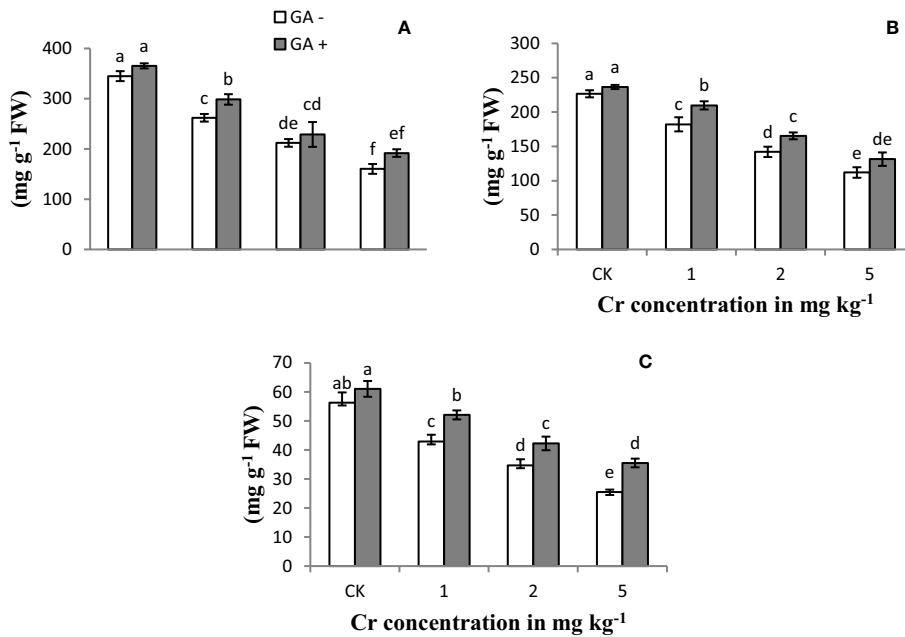 GA -
GA +
A
(mg g-1 FW)
400
300
200
100
0
a a
c b
de cd
f ef
B
(mg g-1 FW)
300
250
200
150
100
50
0
a a
c b
d c
e de
CK 1 2 5
Cr concentration in mg kg-1
C
(mg g-1 FW)
70
60
50
40
30
20
10
0
ab a
c b
d c
e d
CK 1 2 5
Cr concentration in mg kg-1